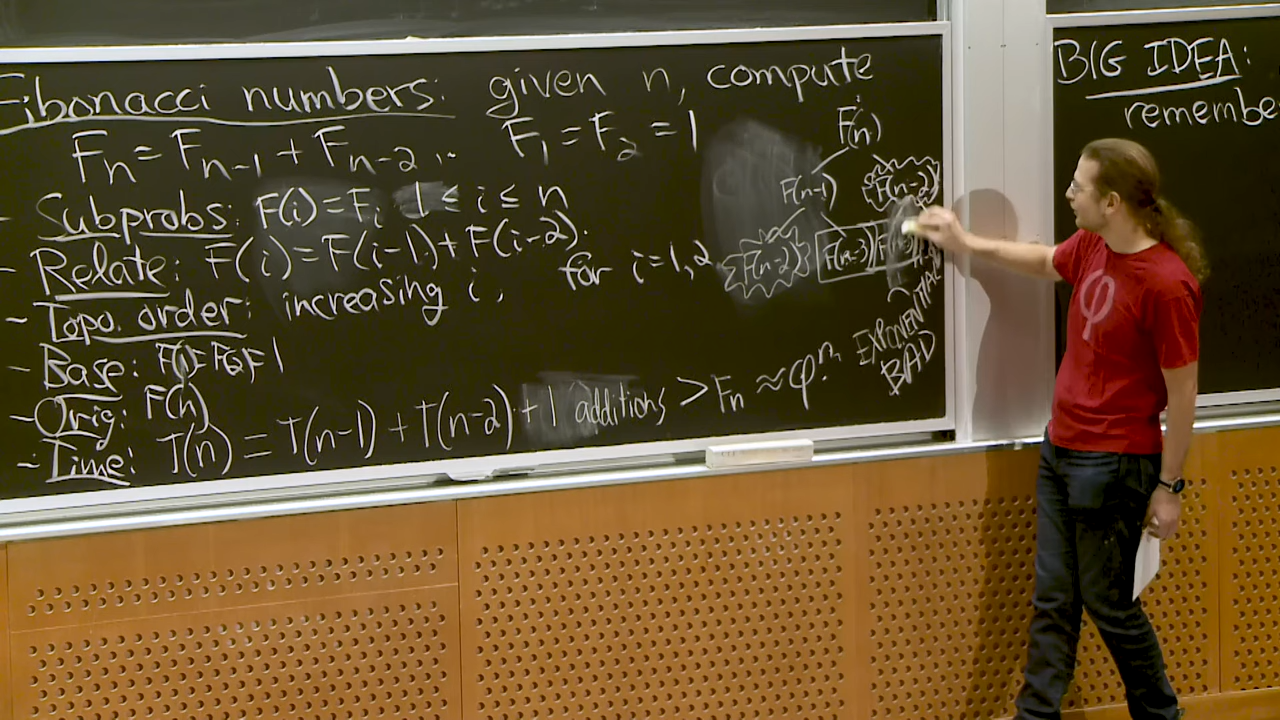 Fibonacci numbers: given n, compute
Fₙ = Fₙ₋₁ + Fₙ₋₂ .. F₁ = F₂ = 1
- Subprobs: F(i) = Fᵢ 1 ≤ i ≤ n
- Relate: F(i) = F(i-1) + F(i-2).
- Topo. order: increasing i, for i=1,2
- Base: F(1)=F(2)=1
- Orig: F(n)
- Time: T(n) = T(n-1) + T(n-2) + 1 additions > Fₙ ≈ φⁿ.
F(n)
F(n-1) F(n-2)
F(n-2) F(n-3)
EXPONENTIAL
BAD
BIG IDEA:
φ